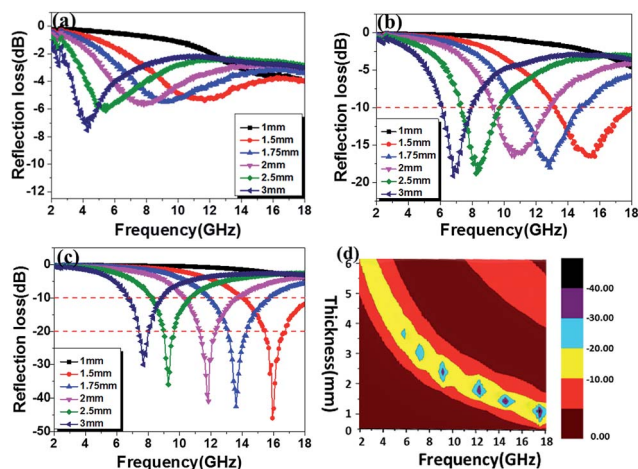 (a)
Reflection loss(dB)
0
-2
-4
-6
-8
-10
-12
1mm
1.5mm
1.75mm
2mm
2.5mm
3mm
2 4 6 8 10 12 14 16 18
Frequency(GHz)
(b)
Reflection loss(dB)
0
-5
-10
-15
-20
1mm
1.5mm
1.75mm
2mm
2.5mm
3mm
2 4 6 8 10 12 14 16 18
Frequency(GHz)
(c)
Reflection loss(dB)
0
-10
-20
-30
-40
-50
1mm
1.5mm
1.75mm
2mm
2.5mm
3mm
2 4 6 8 10 12 14 16 18
Frequency(GHz)
(d)
Thickness(mm)
6
5
4
3
2
1
0
2 4 6 8 10 12 14 16 18
Frequency(GHz)
-40.00
-30.00
-20.00
-10.00
0.00